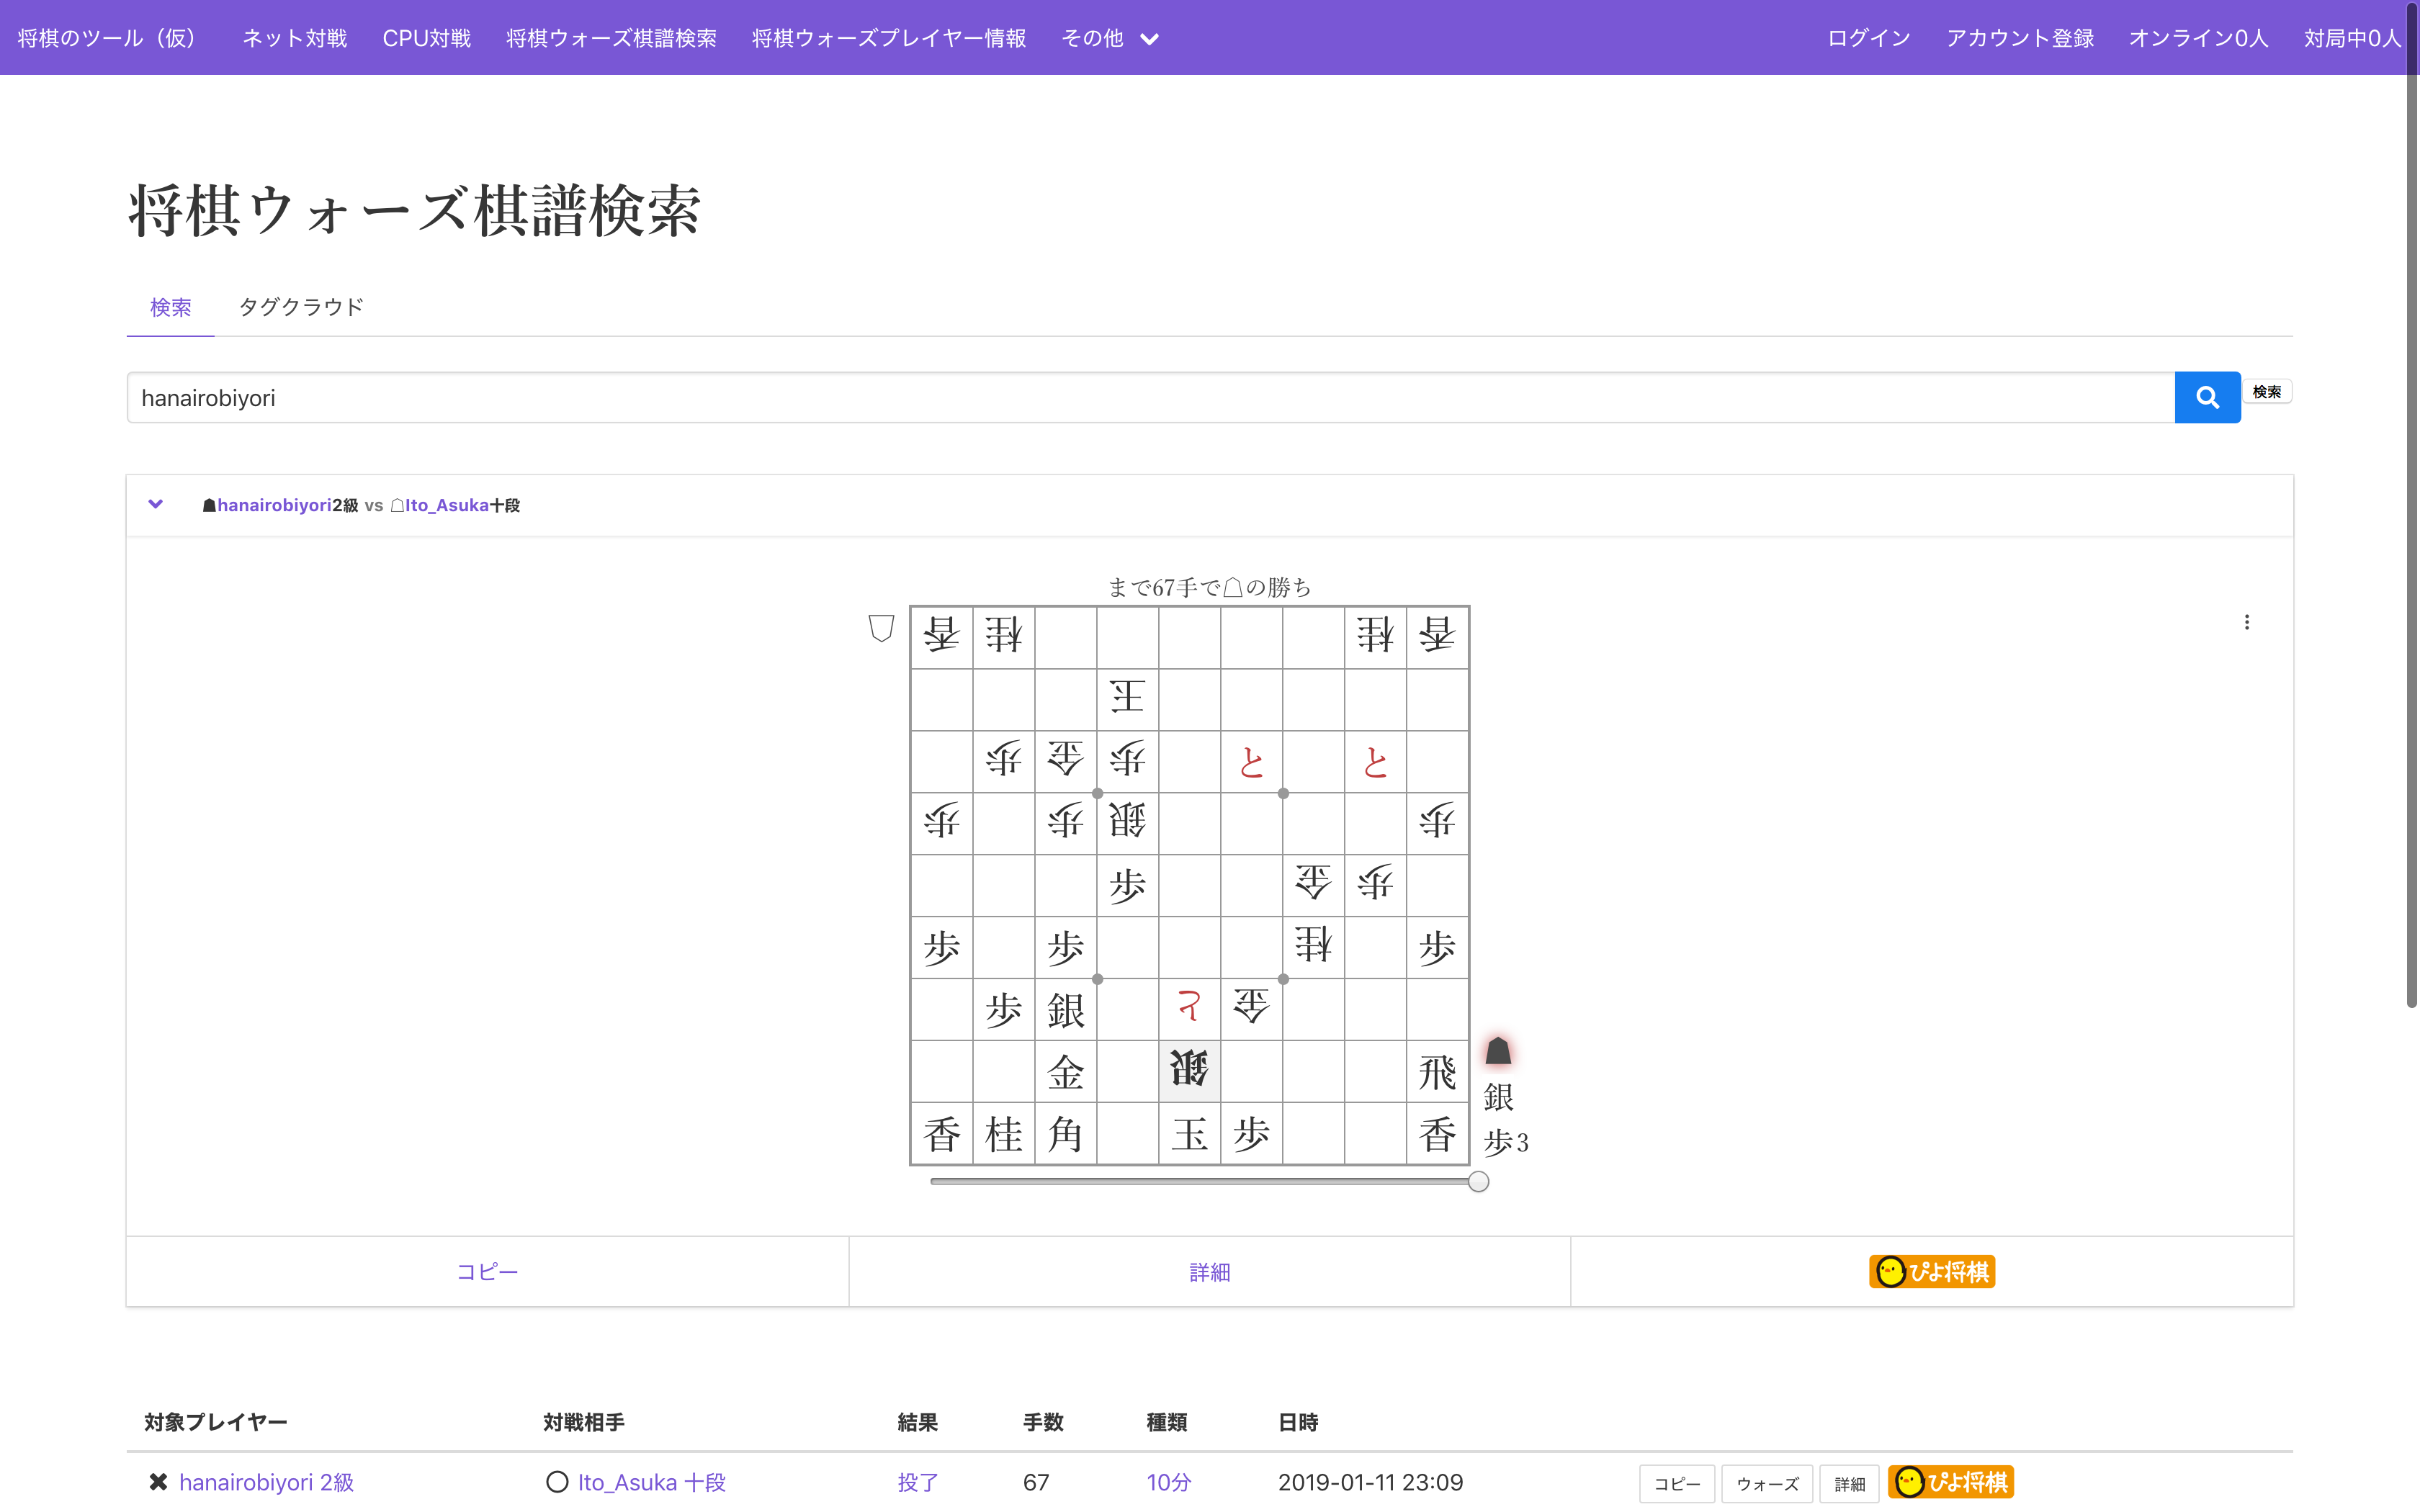 将棋のツール（仮） ネット対戦 CPU対戦 将棋ウォーズ棋譜検索 将棋ウォーズプレイヤー情報 その他 ログイン アカウント登録 オンライン0人 対局中0人
将棋ウォーズ棋譜検索
検索 タグクラウド
hanairobiyori 検索
☗hanairobiyori2級 vs ☖Ito_Asuka十段
まで67手で☖の勝ち
香 桂 桂 香
王
歩 金 歩 と と
歩 歩 銀 歩
歩 金 歩
歩 歩 桂 歩
歩 銀 と 金
金 銀 飛
香 桂 角 玉 歩 香
銀
歩3
コピー 詳細 ぴよ将棋
対象プレイヤー 対戦相手 結果 手数 種類 日時
hanairobiyori 2級 Ito_Asuka 十段 投了 67 10分 2019-01-11 23:09 コピー ウォーズ 詳細 ぴよ将棋